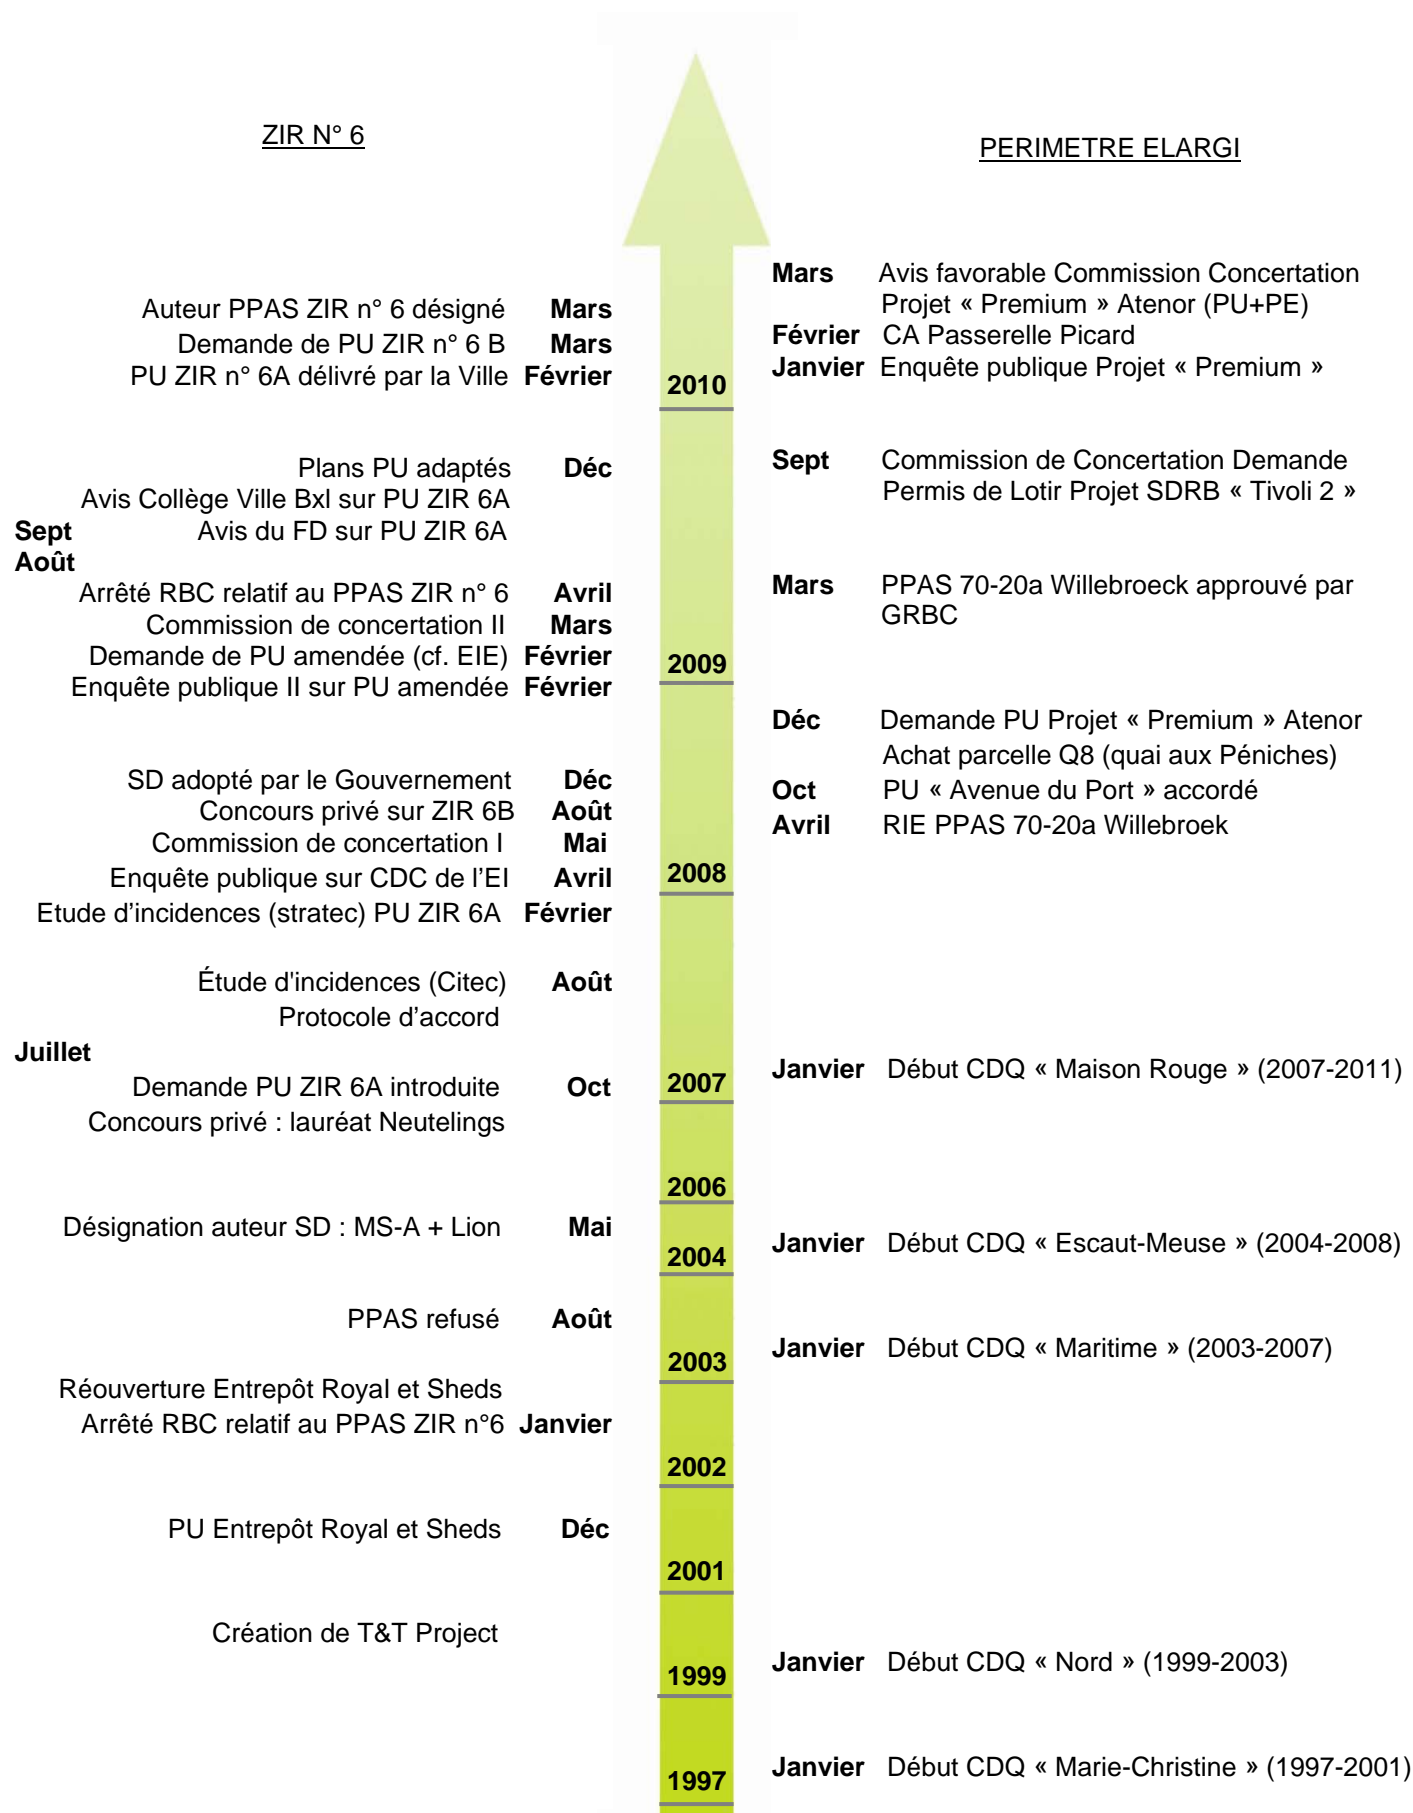 ZIR N° 6
PERIMETRE ELARGI
Mars Avis favorable Commission Concertation
Projet « Premium » Atenor (PU+PE)
Février CA Passerelle Picard
Janvier Enquête publique Projet « Premium »
Auteur PPAS ZIR n° 6 désigné Mars
Demande de PU ZIR n° 6 B Mars
PU ZIR n° 6A délivré par la Ville Février
2010
Plans PU adaptés Déc
Avis Collège Ville Bxl sur PU ZIR 6A
Sept Avis du FD sur PU ZIR 6A
Août
Arrêté RBC relatif au PPAS ZIR n° 6 Avril
Commission de concertation II Mars
Demande de PU amendée (cf. EIE) Février
Enquête publique II sur PU amendée Février
Sept Commission de Concertation Demande
Permis de Lotir Projet SDRB « Tivoli 2 »
Mars PPAS 70-20a Willebroeck approuvé par
GRBC
2009
Déc Demande PU Projet « Premium » Atenor
Achat parcelle Q8 (quai aux Péniches)
Oct PU « Avenue du Port » accordé
Avril RIE PPAS 70-20a Willebroek
SD adopté par le Gouvernement Déc
Concours privé sur ZIR 6B Août
Commission de concertation I Mai
Enquête publique sur CDC de l’EI Avril
Etude d’incidences (stratec) PU ZIR 6A Février
2008
Étude d'incidences (Citec) Août
Protocole d’accord
Juillet
Demande PU ZIR 6A introduite Oct
Concours privé : lauréat Neutelings
2007
Janvier Début CDQ « Maison Rouge » (2007-2011)
2006
Désignation auteur SD : MS-A + Lion Mai
2004
Janvier Début CDQ « Escaut-Meuse » (2004-2008)
PPAS refusé Août
2003
Janvier Début CDQ « Maritime » (2003-2007)
Réouverture Entrepôt Royal et Sheds
Arrêté RBC relatif au PPAS ZIR n°6 Janvier
2002
PU Entrepôt Royal et Sheds Déc
2001
Création de T&T Project
1999
Janvier Début CDQ « Nord » (1999-2003)
1997
Janvier Début CDQ « Marie-Christine » (1997-2001)